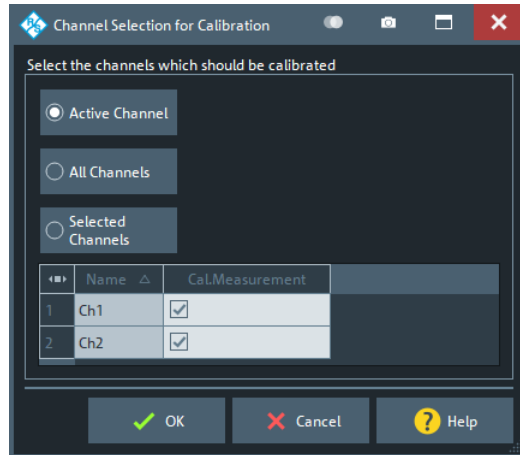 Channel Selection for Calibration
Select the channels which should be calibrated
Active Channel
All Channels
Selected
Channels
Name Cal.Measurement
1 Ch1
2 Ch2
OK Cancel ? Help